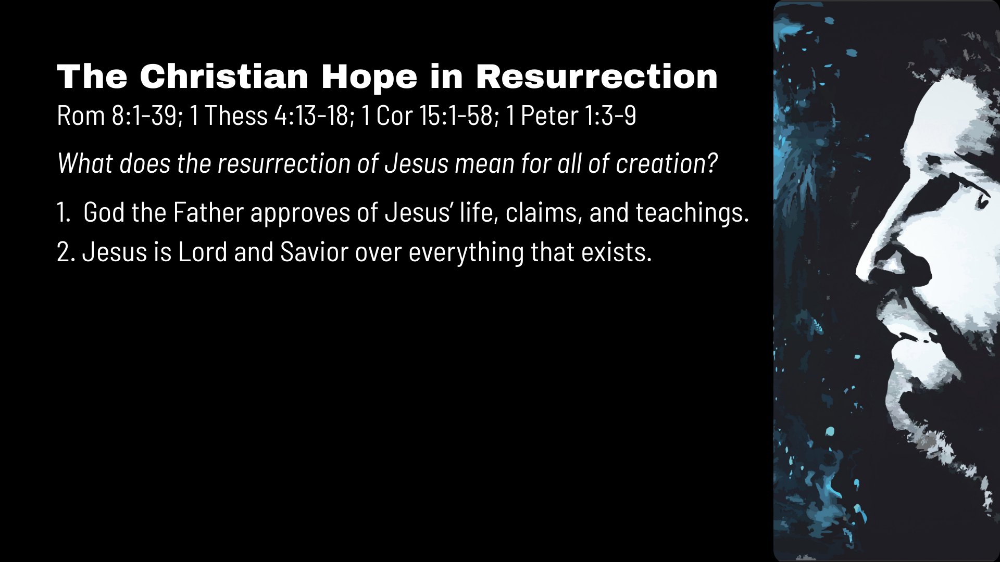 The Christian Hope in Resurrection
Rom 8:1-39; 1 Thess 4:13-18; 1 Cor 15:1-58; 1 Peter 1:3-9
What does the resurrection of Jesus mean for all of creation?
1. God the Father approves of Jesus’ life, claims, and teachings.
2. Jesus is Lord and Savior over everything that exists.